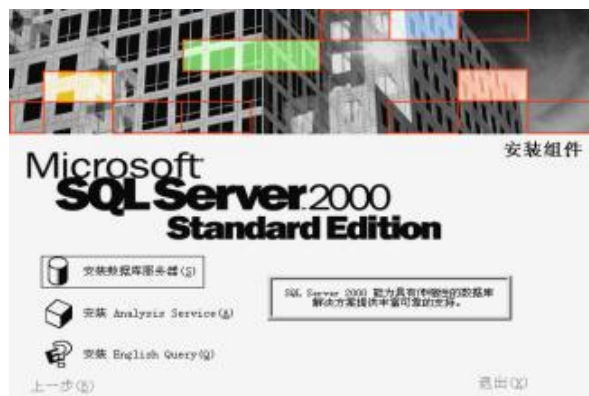 安装组件
Microsoft
SQL Server 2000
Standard Edition
安装数据库服务器(S)
SQL Server 2000 能为具有伸缩性的数据库
解决方案提供丰富可靠的支持。
安装 Analysis Service(A)
安装 English Query(Q)
上一步(B)
退出(X)